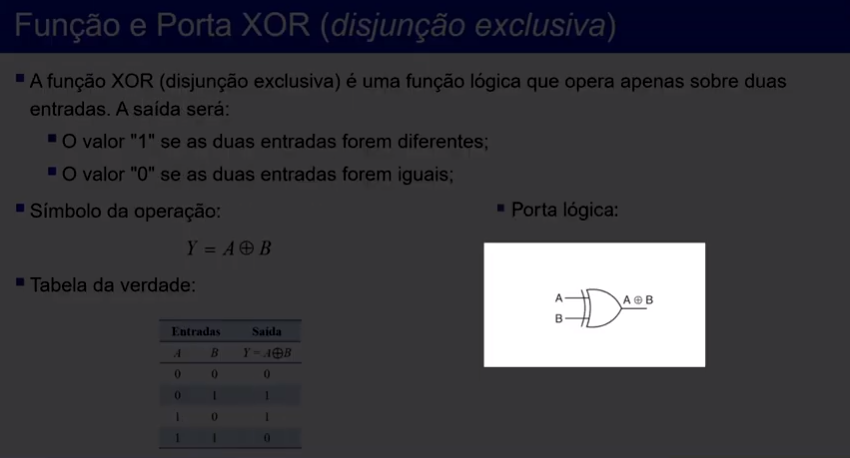 Função e Porta XOR (disjunção exclusiva)
A função XOR (disjunção exclusiva) é uma função lógica que opera apenas sobre duas
entradas. A saída será:
O valor "1" se as duas entradas forem diferentes;
O valor "0" se as duas entradas forem iguais;
Símbolo da operação:
Y = A ⊕ B
Tabela da verdade:
Entradas Saída
A B Y = A⊕B
0 0 0
0 1 1
1 0 1
1 1 0
Porta lógica:
A
B
A ⊕ B